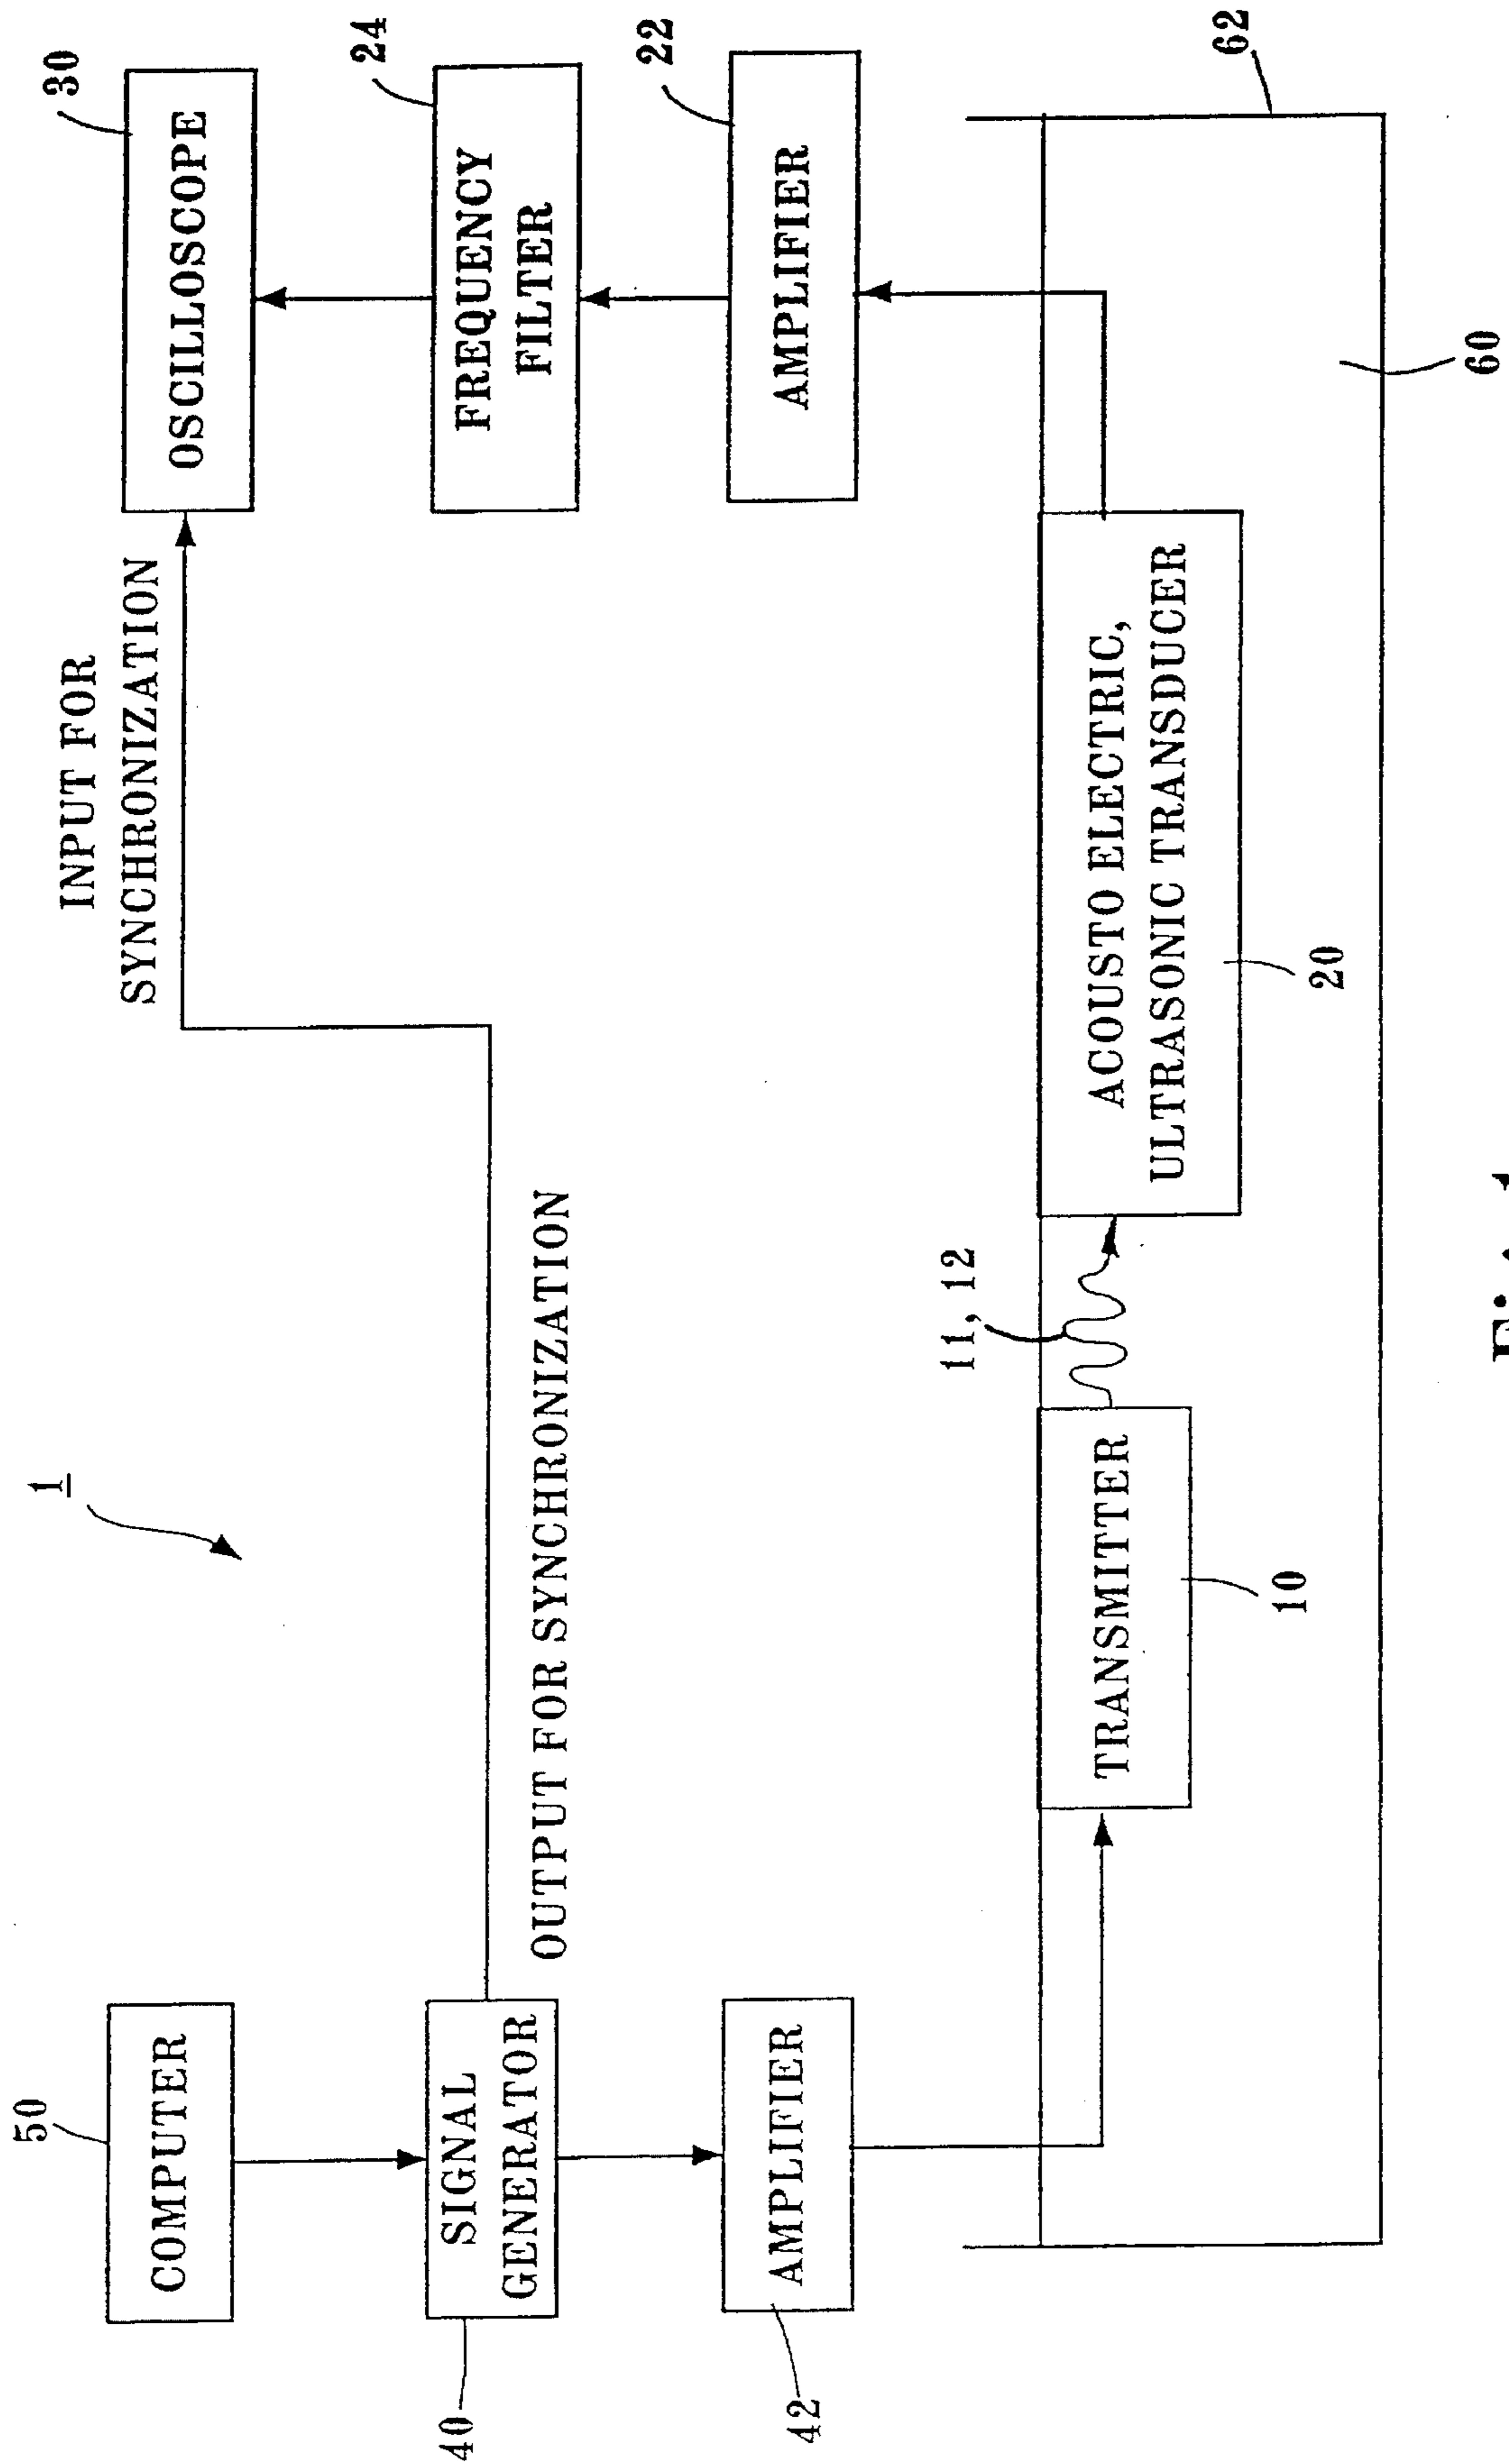 1
50
COMPUTER
40
SIGNAL
GENERATOR
42
AMPLIFIER
OUTPUT FOR SYNCHRONIZATION
INPUT FOR
SYNCHRONIZATION
30
OSCILLOSCOPE
24
FREQUENCY
FILTER
22
AMPLIFIER
11, 12
TRANSMITTER
10
ACOUSTO ELECTRIC,
ULTRASONIC TRANSDUCER
20
60
62